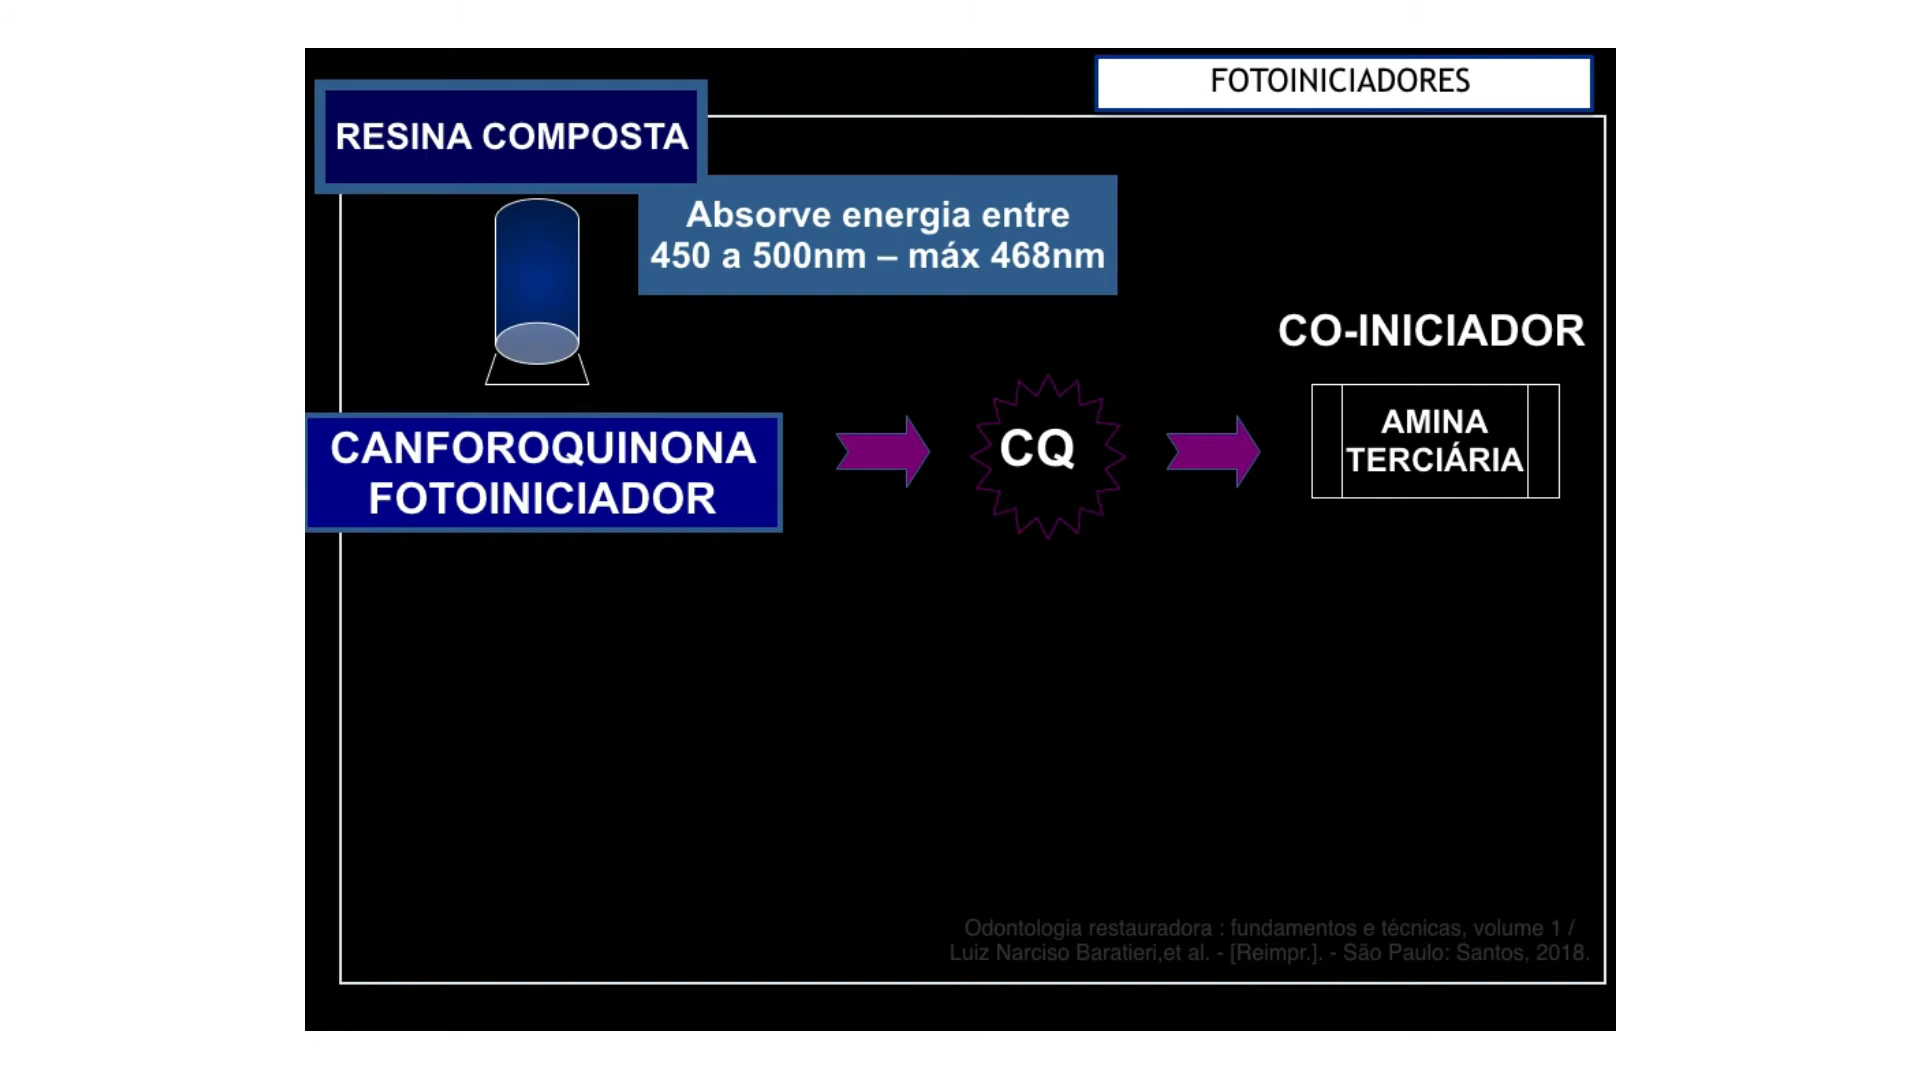 FOTOINICIADORES
RESINA COMPOSTA
Absorve energia entre
450 a 500nm – máx 468nm
CO-INICIADOR
CANFOROQUINONA
FOTOINICIADOR
CQ
AMINA
TERCIÁRIA
Odontologia restauradora : fundamentos e técnicas, volume 1 /
Luiz Narciso Baratieri,et al. - [Reimpr.]. - São Paulo: Santos, 2018.